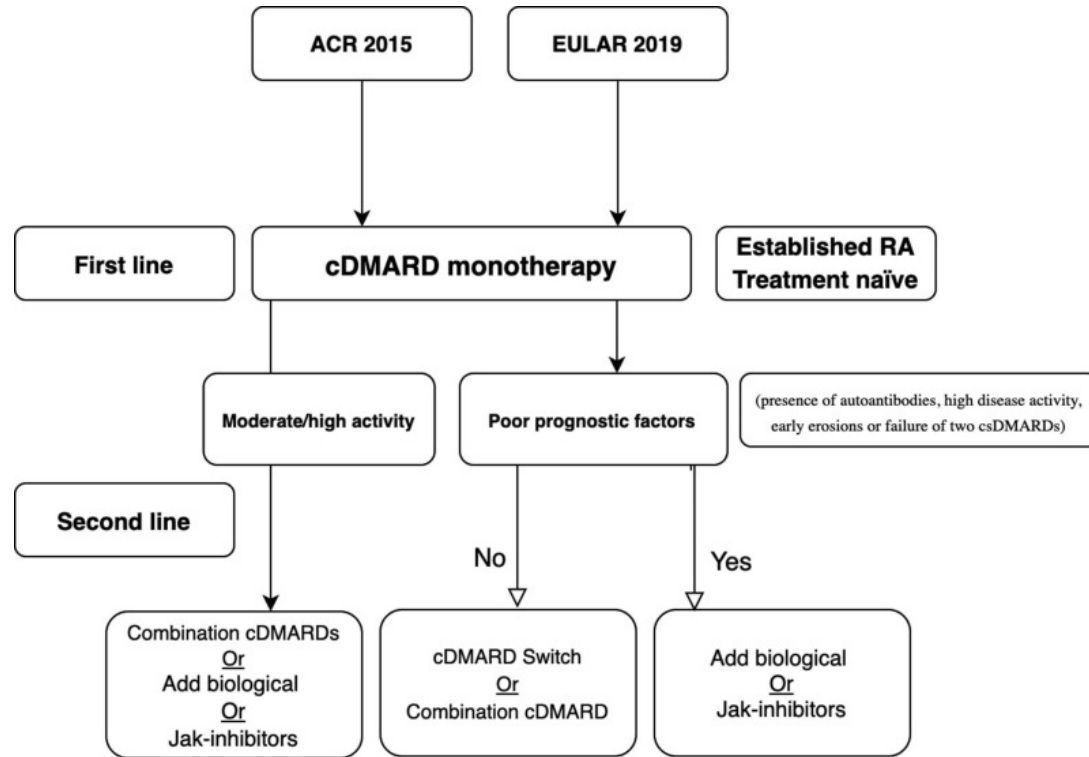 ACR 2015
EULAR 2019
First line
cDMARD monotherapy
Established RA
Treatment naïve
Moderate/high activity
Poor prognostic factors
(presence of autoantibodies, high disease activity,
early erosions or failure of two csDMARDs)
Second line
No
Yes
Combination cDMARDs
Or
Add biological
Or
Jak-inhibitors
cDMARD Switch
Or
Combination cDMARD
Add biological
Or
Jak-inhibitors